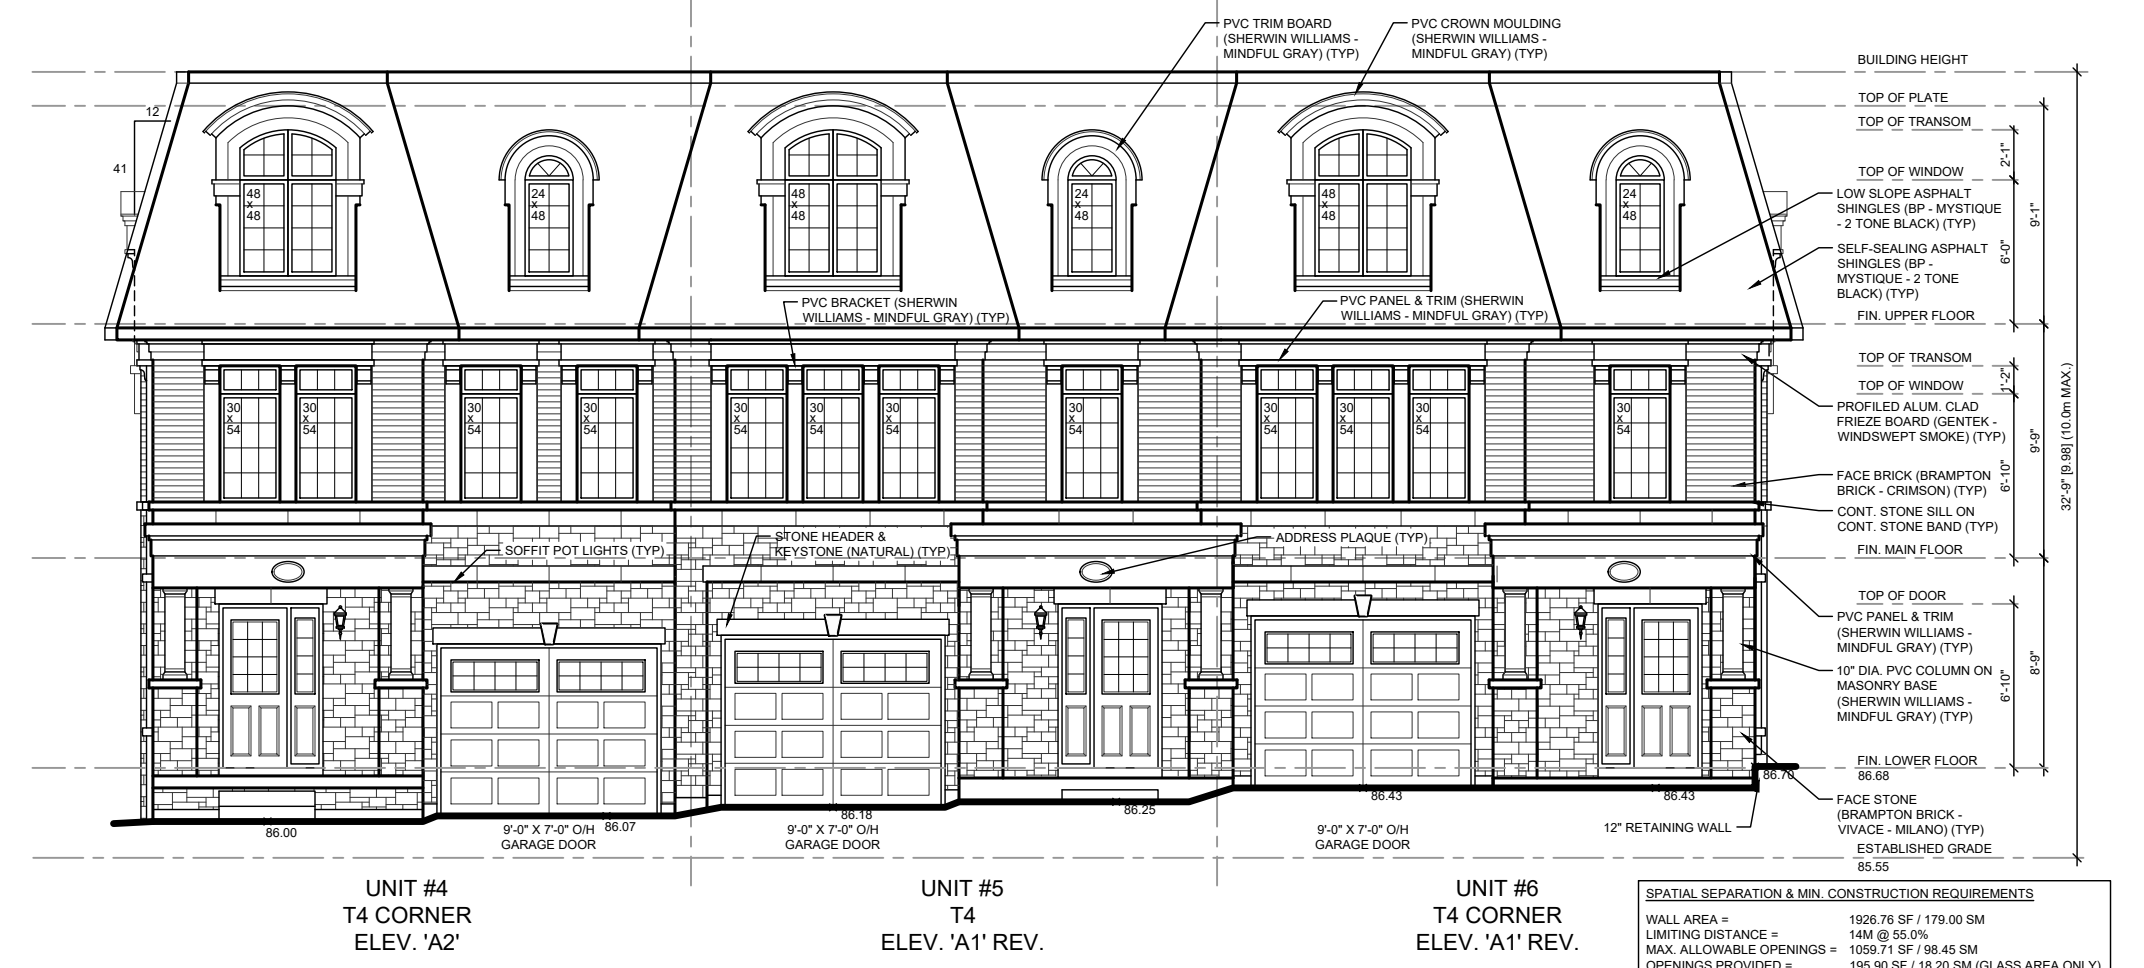 PVC TRIM BOARD
(SHERWIN WILLIAMS -
MINDFUL GRAY) (TYP)
PVC CROWN MOULDING
(SHERWIN WILLIAMS -
MINDFUL GRAY) (TYP)
BUILDING HEIGHT
TOP OF PLATE
TOP OF TRANSOM
TOP OF WINDOW
12
41
48
x
48
24
x
48
48
x
48
24
x
48
48
x
48
24
x
48
2'-1"
9'-1"
6'-0"
LOW SLOPE ASPHALT
SHINGLES (BP - MYSTIQUE
- 2 TONE BLACK) (TYP)
SELF-SEALING ASPHALT
SHINGLES (BP -
MYSTIQUE - 2 TONE
BLACK) (TYP)
PVC BRACKET (SHERWIN
WILLIAMS - MINDFUL GRAY) (TYP)
PVC PANEL & TRIM (SHERWIN
WILLIAMS - MINDFUL GRAY) (TYP)
FIN. UPPER FLOOR
TOP OF TRANSOM
TOP OF WINDOW
1'-2"
9'-9"
6'-10"
32'-9" [9.98] (10.0m MAX.)
30
x
54
30
x
54
30
x
54
30
x
54
30
x
54
30
x
54
30
x
54
30
x
54
30
x
54
30
x
54
30
x
54
30
x
54
PROFILED ALUM. CLAD
FRIEZE BOARD (GENTEK -
WINDSWEPT SMOKE) (TYP)
FACE BRICK (BRAMPTON
BRICK - CRIMSON) (TYP)
CONT. STONE SILL ON
CONT. STONE BAND (TYP)
FIN. MAIN FLOOR
SOFFIT POT LIGHTS (TYP)
STONE HEADER &
KEYSTONE (NATURAL) (TYP)
ADDRESS PLAQUE (TYP)
TOP OF DOOR
PVC PANEL & TRIM
(SHERWIN WILLIAMS -
MINDFUL GRAY) (TYP)
10" DIA. PVC COLUMN ON
MASONRY BASE
(SHERWIN WILLIAMS -
MINDFUL GRAY) (TYP)
6'-10"
8'-9"
FIN. LOWER FLOOR
86.68
86.70
FACE STONE
(BRAMPTON BRICK -
VIVACE - MILANO) (TYP)
12" RETAINING WALL
ESTABLISHED GRADE
85.55
86.00
86.07
86.18
86.25
86.43
86.43
9'-0" X 7'-0" O/H
GARAGE DOOR
9'-0" X 7'-0" O/H
GARAGE DOOR
9'-0" X 7'-0" O/H
GARAGE DOOR
UNIT #4
T4 CORNER
ELEV. 'A2'
UNIT #5
T4
ELEV. 'A1' REV.
UNIT #6
T4 CORNER
ELEV. 'A1' REV.
SPATIAL SEPARATION & MIN. CONSTRUCTION REQUIREMENTS
WALL AREA = 1926.76 SF / 179.00 SM
LIMITING DISTANCE = 14M @ 55.0%
MAX. ALLOWABLE OPENINGS = 1059.71 SF / 98.45 SM
OPENINGS PROVIDED = 195.90 SF / 18.20 SM (GLASS AREA ONLY)